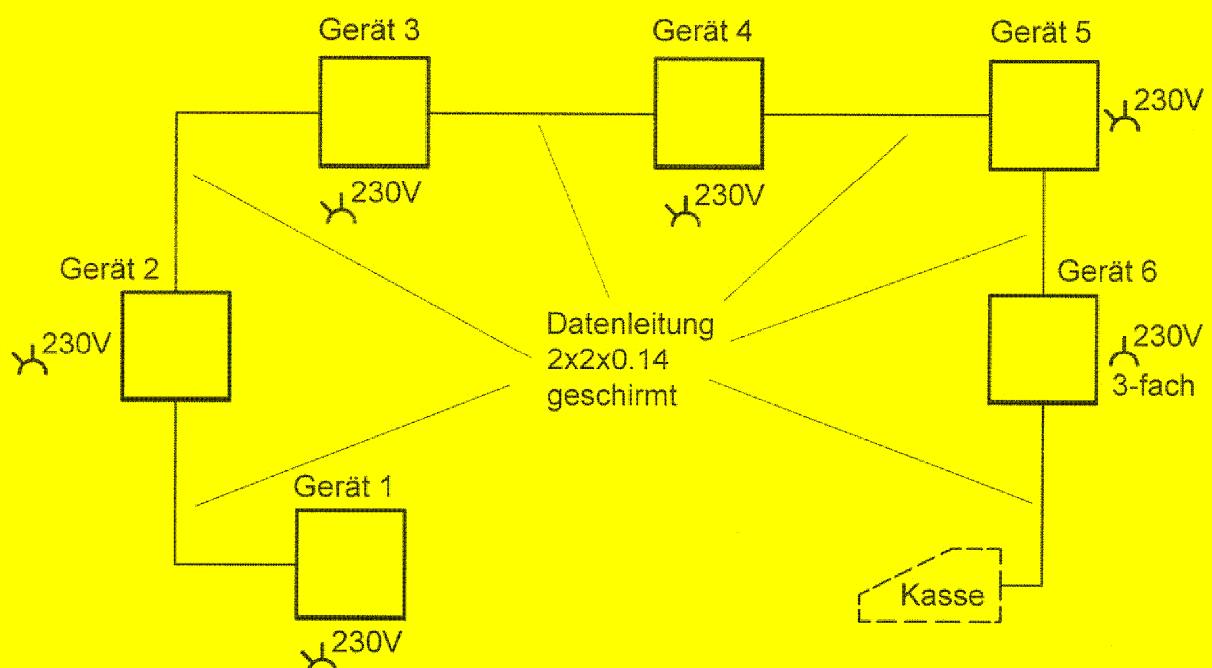 Gerät 3
Gerät 4
Gerät 5
230V
230V
230V
Gerät 2
230V
Gerät 6
230V
3-fach
Datenleitung
2x2x0.14
geschirmt
Gerät 1
230V
Kasse